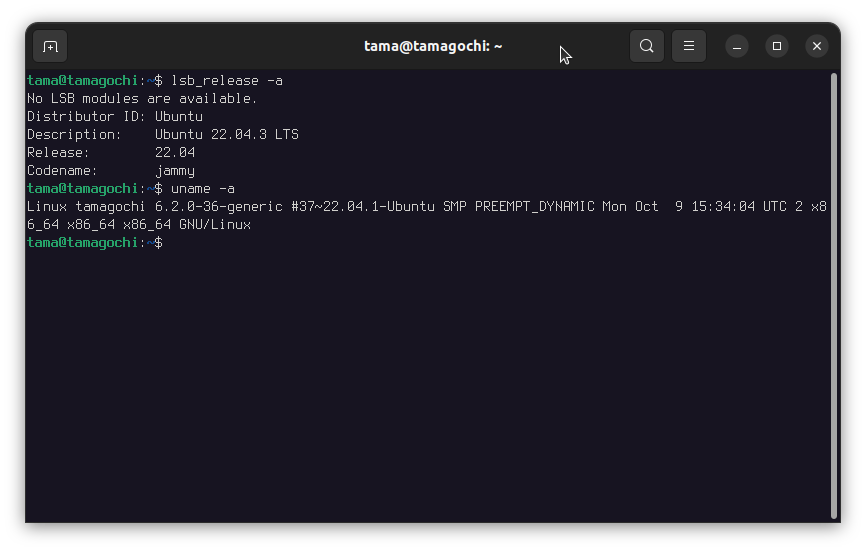 tama@tamagochi: ~
tama@tamagochi:~$ lsb_release -a
No LSB modules are available.
Distributor ID: Ubuntu
Description:    Ubuntu 22.04.3 LTS
Release:        22.04
Codename:       jammy
tama@tamagochi:~$ uname -a
Linux tamagochi 6.2.0-36-generic #37~22.04.1-Ubuntu SMP PREEMPT_DYNAMIC Mon Oct  9 15:34:04 UTC 2 x8
6_64 x86_64 x86_64 GNU/Linux
tama@tamagochi:~$